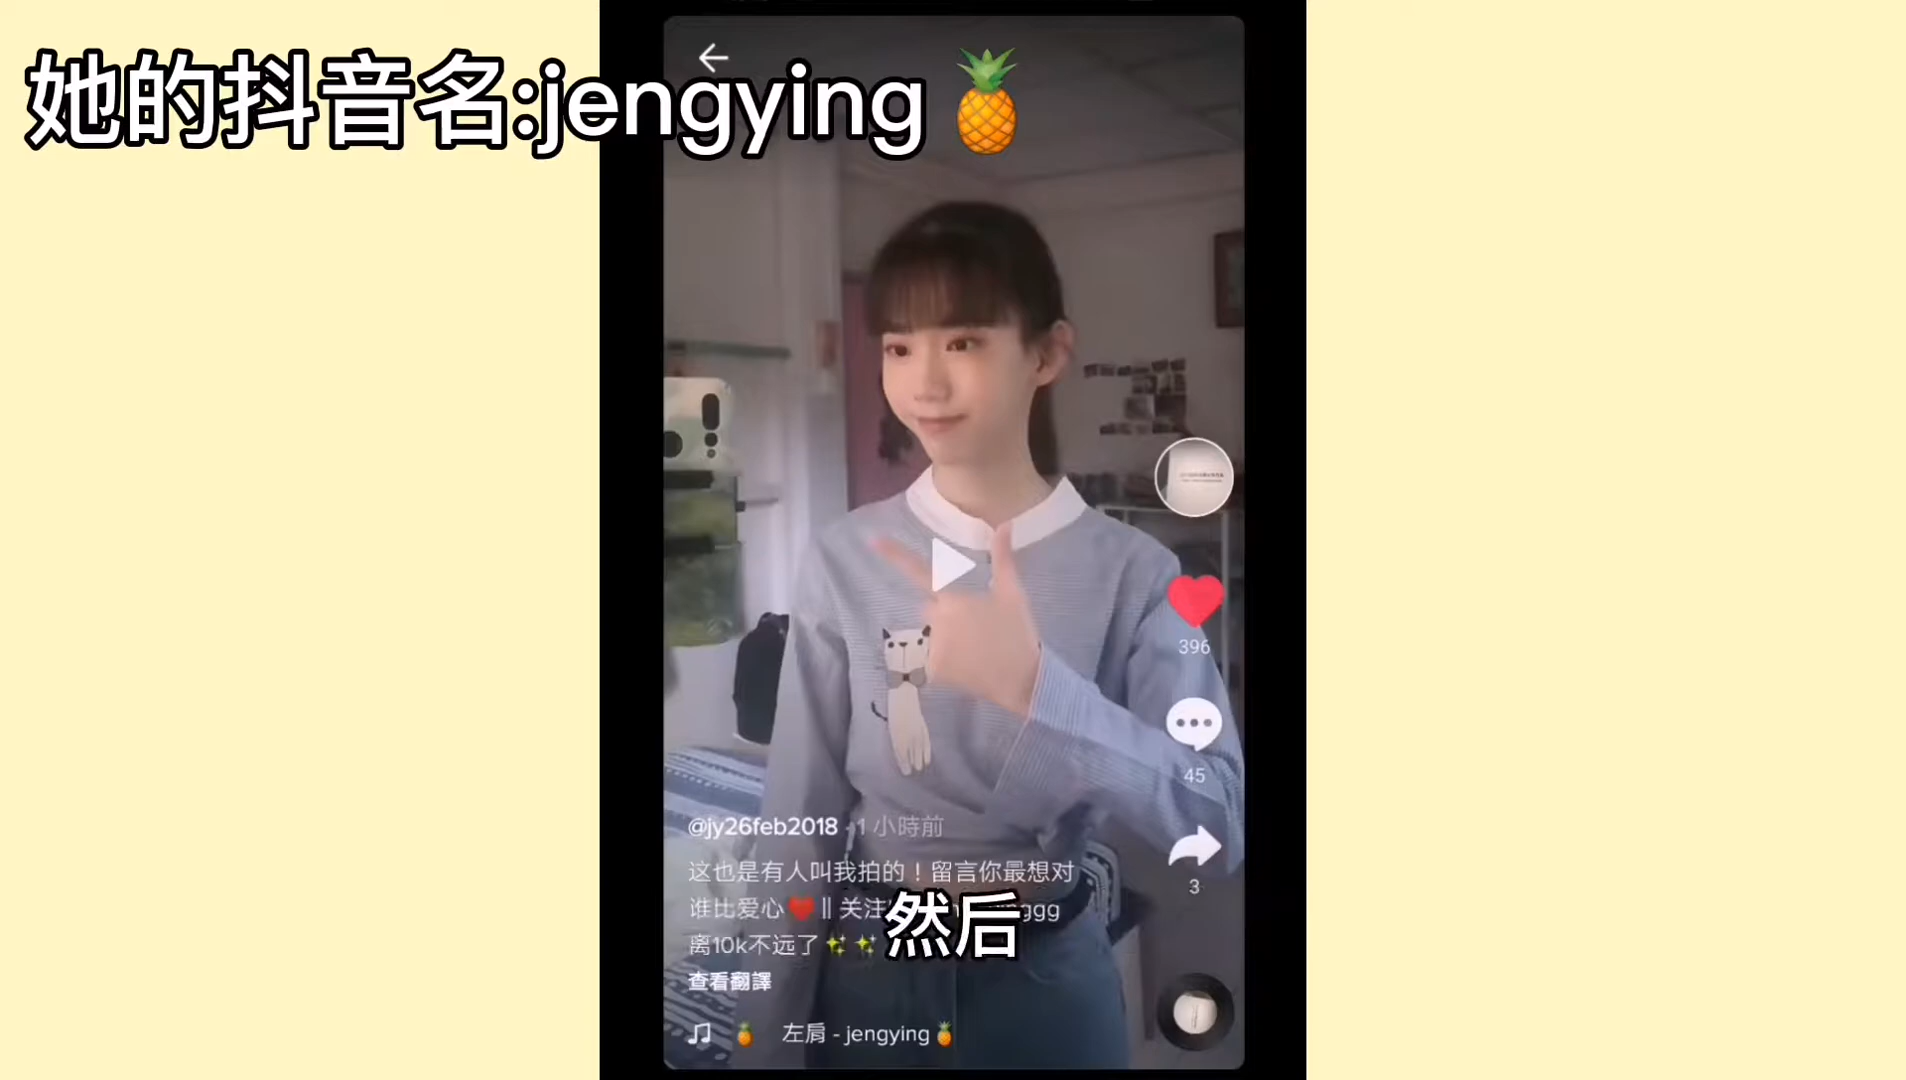 她的抖音名:jengying🍍
396
45
@jy26feb2018 · 1 小時前
这也是有人叫我拍的！留言你最想对
谁比爱心❤️ || 关注
ggg
然后
离10k不远了✨✨
查看翻譯
3
🍍 左肩 - jengying🍍